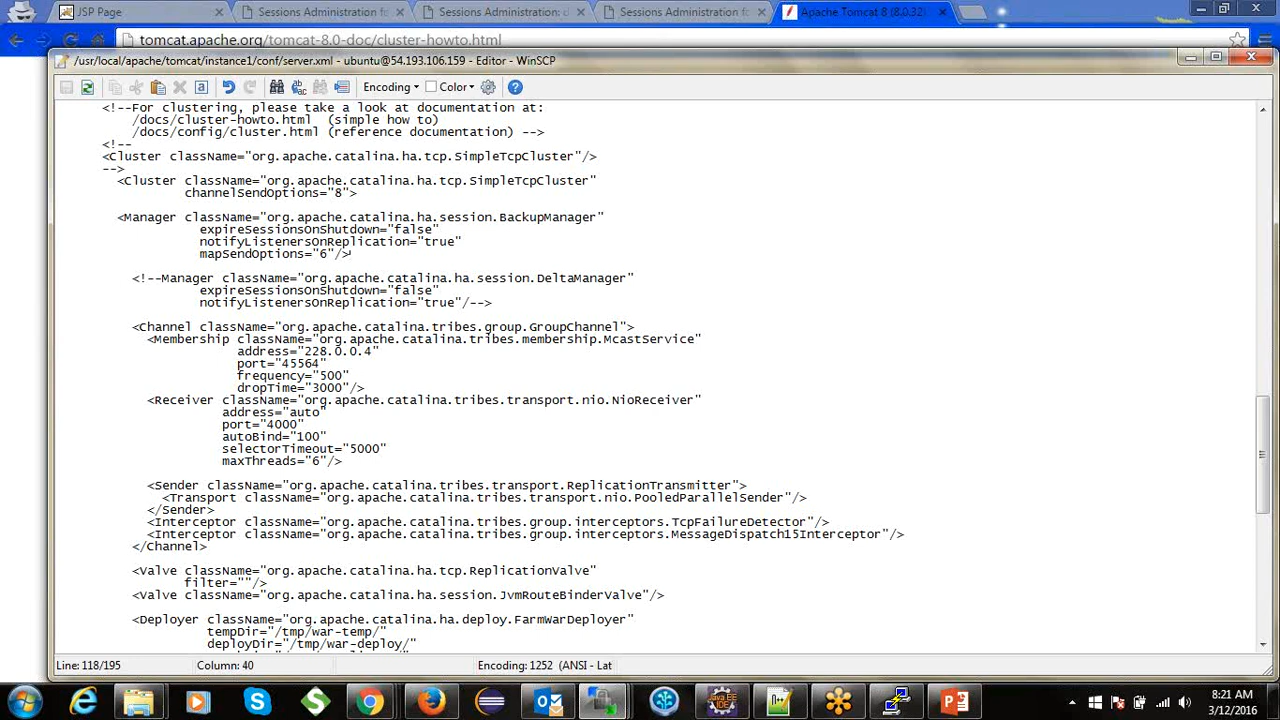 JSP Page
Sessions Administration fo
Sessions Administration: d
Sessions Administration fo
Apache Tomcat 8 (8.0.32)
tomcat.apache.org/tomcat-8.0-doc/cluster-howto.html
/usr/local/apache/tomcat/instance1/conf/server.xml - ubuntu@54.193.106.159 - Editor - WinSCP
Encoding
Color
<!--For clustering, please take a look at documentation at:
/docs/cluster-howto.html (simple how to)
/docs/config/cluster.html (reference documentation) -->
<!--
<Cluster className="org.apache.catalina.ha.tcp.SimpleTcpCluster"/>
-->
<Cluster className="org.apache.catalina.ha.tcp.SimpleTcpCluster"
channelSendOptions="8">
<Manager className="org.apache.catalina.ha.session.BackupManager"
expireSessionsOnShutdown="false"
notifyListenersOnReplication="true"
mapSendOptions="6"/>
<!--Manager className="org.apache.catalina.ha.session.DeltaManager"
expireSessionsOnShutdown="false"
notifyListenersOnReplication="true"/-->
<Channel className="org.apache.catalina.tribes.group.GroupChannel">
<Membership className="org.apache.catalina.tribes.membership.McastService"
address="228.0.0.4"
port="45564"
frequency="500"
dropTime="3000"/>
<Receiver className="org.apache.catalina.tribes.transport.nio.NioReceiver"
address="auto"
port="4000"
autoBind="100"
selectorTimeout="5000"
maxThreads="6"/>
<Sender className="org.apache.catalina.tribes.transport.ReplicationTransmitter">
<Transport className="org.apache.catalina.tribes.transport.nio.PooledParallelSender"/>
</Sender>
<Interceptor className="org.apache.catalina.tribes.group.interceptors.TcpFailureDetector"/>
<Interceptor className="org.apache.catalina.tribes.group.interceptors.MessageDispatch15Interceptor"/>
</Channel>
<Valve className="org.apache.catalina.ha.tcp.ReplicationValve"
filter=""/>
<Valve className="org.apache.catalina.ha.session.JvmRouteBinderValve"/>
<Deployer className="org.apache.catalina.ha.deploy.FarmWarDeployer"
tempDir="/tmp/war-temp/"
deployDir="/tmp/war-deploy/"
Line: 118/195
Column: 40
Encoding: 1252 (ANSI - Lat
8:21 AM
3/12/2016